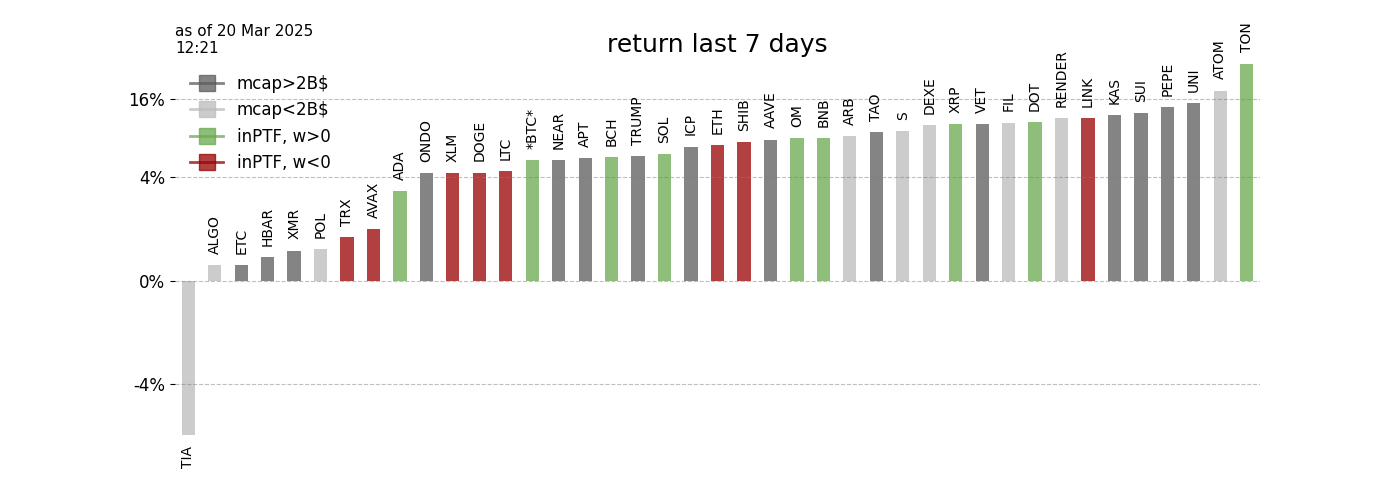 as of 20 Mar 2025
12:21
return last 7 days
mcap>2B$
mcap<2B$
inPTF, w>0
inPTF, w<0
16%
4%
0%
-4%
TIA
ALGO
ETC
HBAR
XMR
POL
TRX
AVAX
ADA
ONDO
XLM
DOGE
LTC
*BTC*
NEAR
APT
BCH
TRUMP
SOL
ICP
ETH
SHIB
AAVE
OM
BNB
ARB
TAO
S
DEXE
XRP
VET
FIL
DOT
RENDER
LINK
KAS
SUI
PEPE
UNI
ATOM
TON